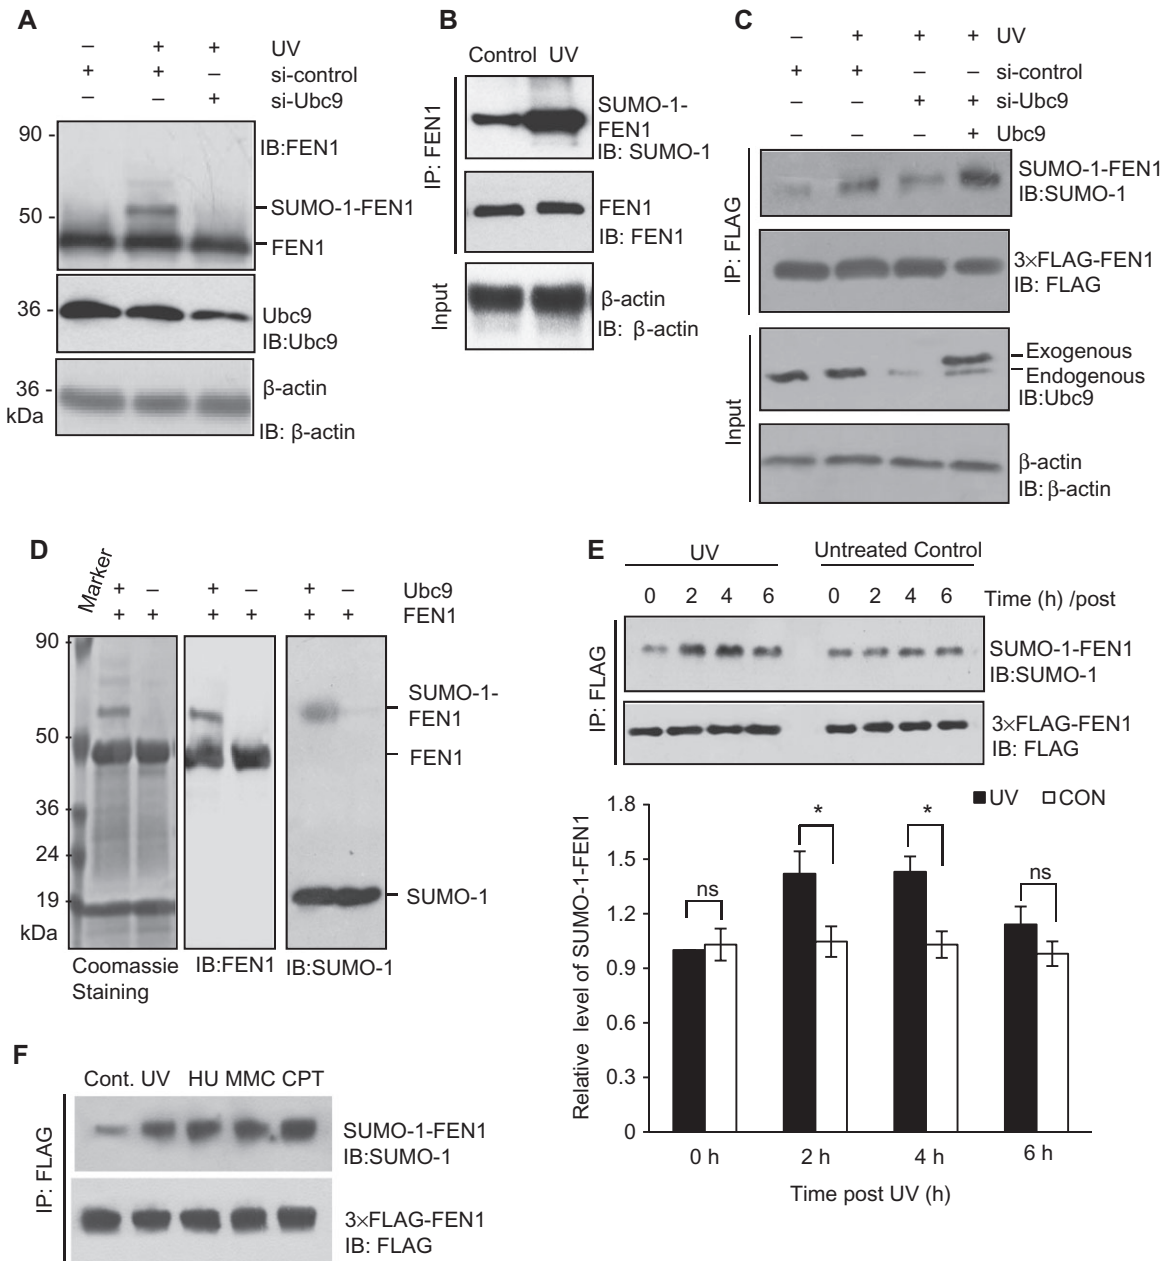 A
– + + UV
+ + – si-control
– – + si-Ubc9
90 -
IB:FEN1
50 -
SUMO-1-FEN1
FEN1
36 -
Ubc9
IB:Ubc9
36 -
kDa
β-actin
IB: β-actin
B
Control UV
IP: FEN1
SUMO-1-
FEN1
IB: SUMO-1
FEN1
IB: FEN1
Input
β-actin
IB: β-actin
C
– + + + UV
+ + – – si-control
– – + + si-Ubc9
– – – + Ubc9
IP: FLAG
SUMO-1-FEN1
IB:SUMO-1
3×FLAG-FEN1
IB: FLAG
Input
Exogenous
Endogenous
IB:Ubc9
β-actin
IB: β-actin
D
Marker
+ – + – + – Ubc9
+ + + + + + FEN1
90
50
36
24
19
kDa
SUMO-1-
FEN1
FEN1
SUMO-1
Coomassie
Staining
IB:FEN1
IB:SUMO-1
E
UV
Untreated Control
0 2 4 6 0 2 4 6 Time (h) /post
IP: FLAG
SUMO-1-FEN1
IB:SUMO-1
3×FLAG-FEN1
IB: FLAG
UV CON
Relative level of SUMO-1-FEN1
1.8
1.5
1.2
0.9
0.6
0.3
0
ns * * ns
0 h 2 h 4 h 6 h
Time post UV (h)
F
Cont. UV HU MMC CPT
IP: FLAG
SUMO-1-FEN1
IB:SUMO-1
3×FLAG-FEN1
IB: FLAG